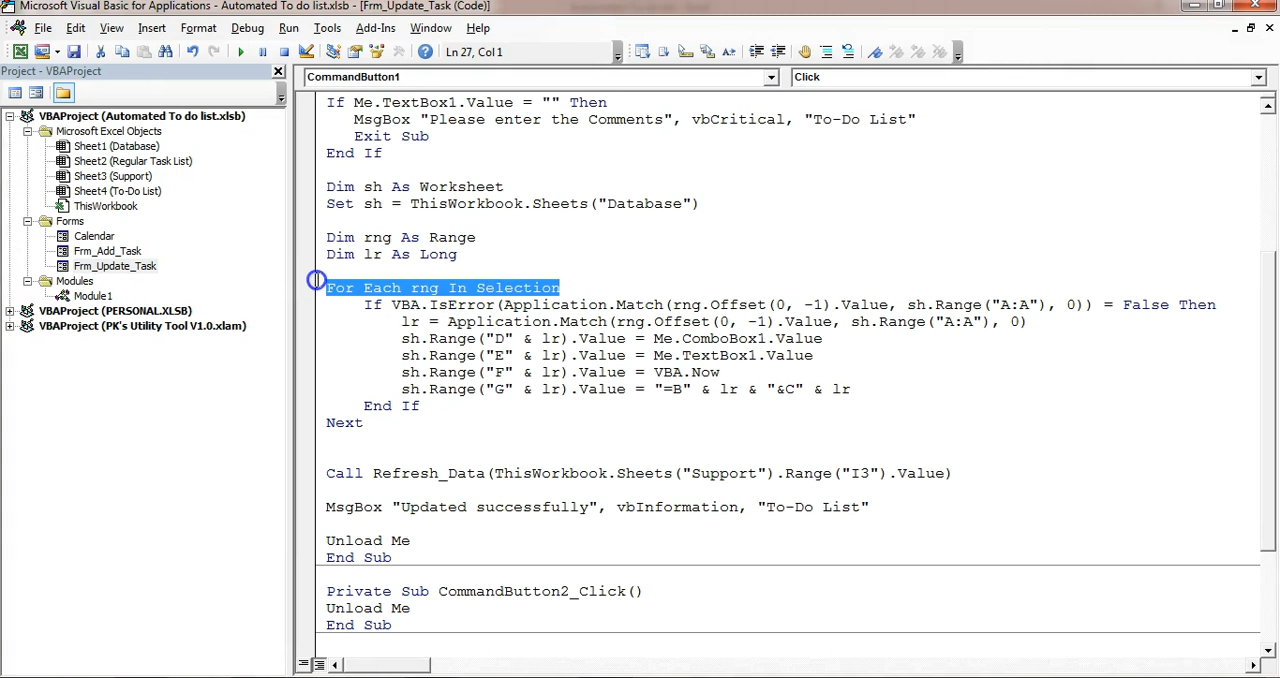 Microsoft Visual Basic for Applications - Automated To do list.xlsb - [Frm_Update_Task (Code)]
File Edit View Insert Format Debug Run Tools Add-Ins Window Help
Ln 27, Col 1
Project - VBAProject
CommandButton1
Click
VBAProject (Automated To do list.xlsb)
Microsoft Excel Objects
Sheet1 (Database)
Sheet2 (Regular Task List)
Sheet3 (Support)
Sheet4 (To-Do List)
ThisWorkbook
Forms
Calendar
Frm_Add_Task
Frm_Update_Task
Modules
Module1
VBAProject (PERSONAL.XLSB)
VBAProject (PK's Utility Tool V1.0.xlam)
If Me.TextBox1.Value = "" Then
MsgBox "Please enter the Comments", vbCritical, "To-Do List"
Exit Sub
End If
Dim sh As Worksheet
Set sh = ThisWorkbook.Sheets("Database")
Dim rng As Range
Dim lr As Long
For Each rng In Selection
If VBA.IsError(Application.Match(rng.Offset(0, -1).Value, sh.Range("A:A"), 0)) = False Then
lr = Application.Match(rng.Offset(0, -1).Value, sh.Range("A:A"), 0)
sh.Range("D" & lr).Value = Me.ComboBox1.Value
sh.Range("E" & lr).Value = Me.TextBox1.Value
sh.Range("F" & lr).Value = VBA.Now
sh.Range("G" & lr).Value = "=B" & lr & "&C" & lr
End If
Next
Call Refresh_Data(ThisWorkbook.Sheets("Support").Range("I3").Value)
MsgBox "Updated successfully", vbInformation, "To-Do List"
Unload Me
End Sub
Private Sub CommandButton2_Click()
Unload Me
End Sub